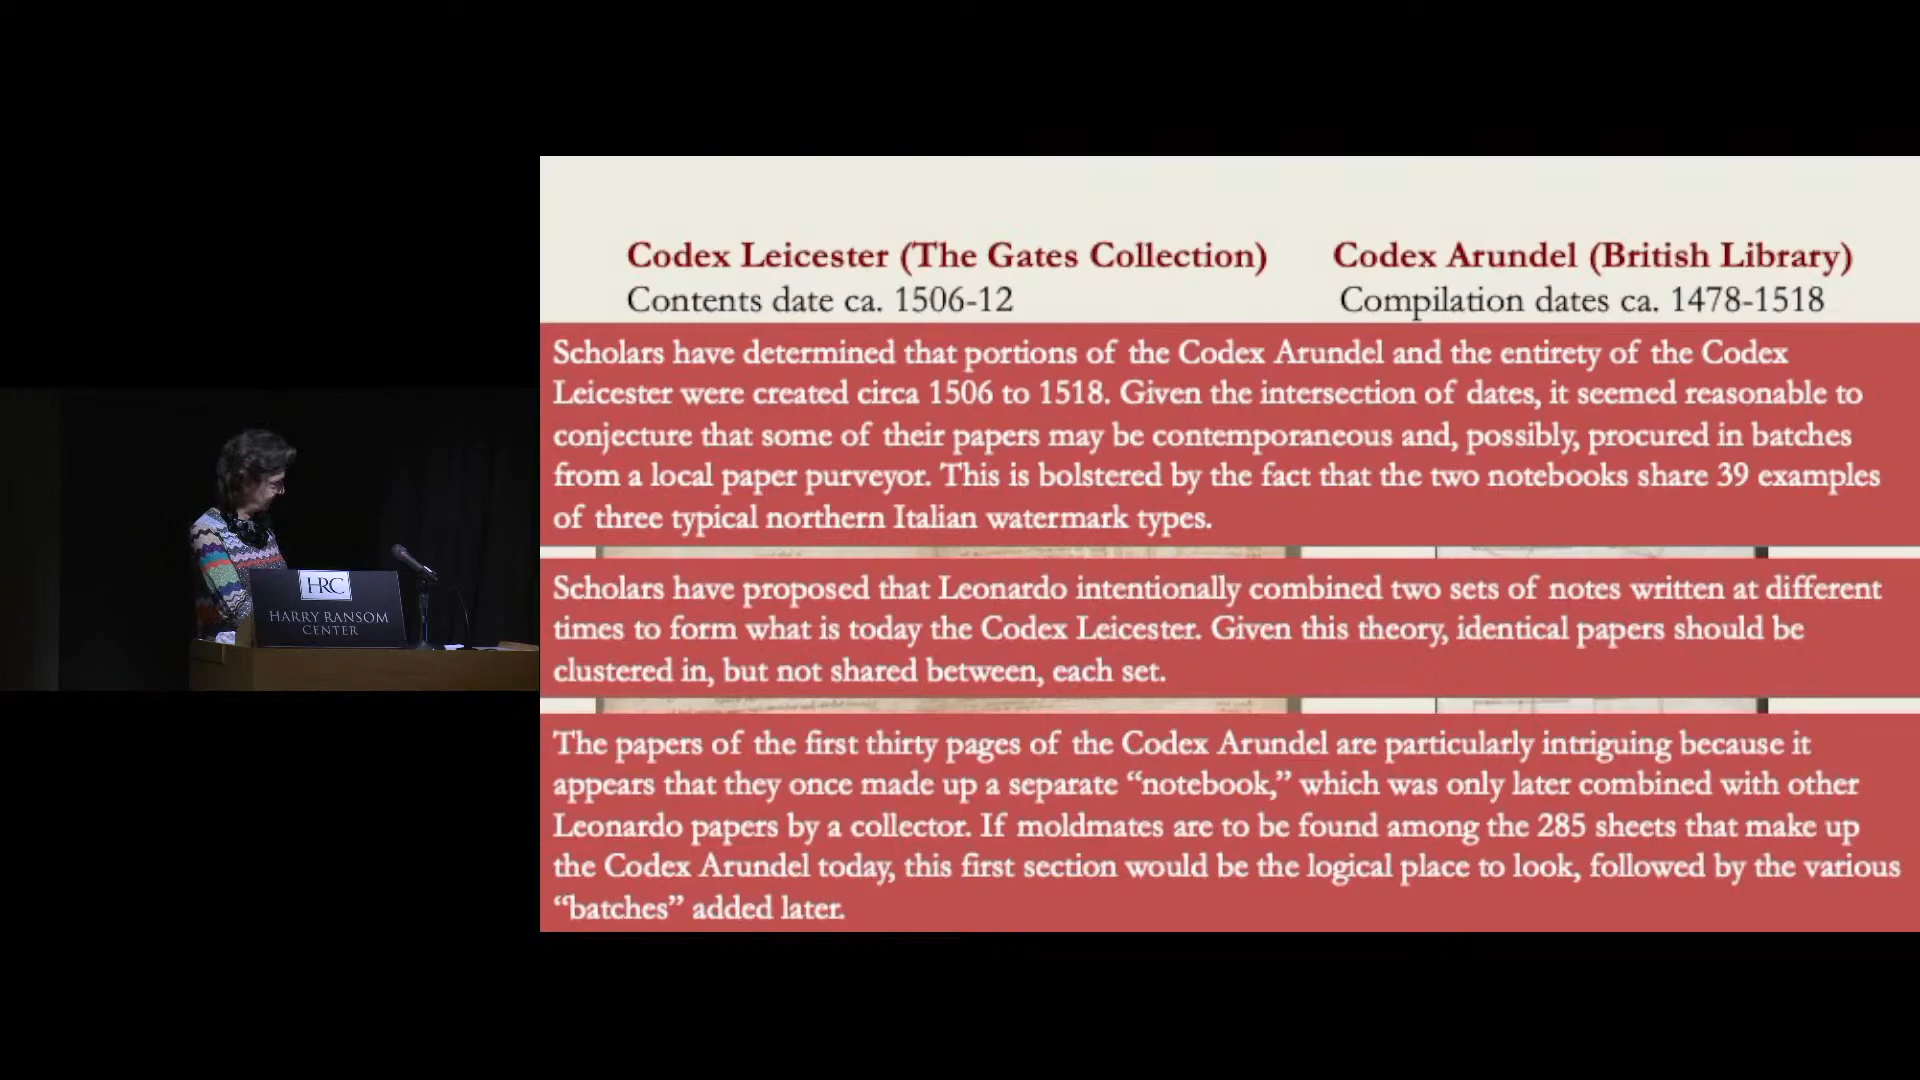 Codex Leicester (The Gates Collection)
Contents date ca. 1506-12
Codex Arundel (British Library)
Compilation dates ca. 1478-1518
Scholars have determined that portions of the Codex Arundel and the entirety of the Codex
Leicester were created circa 1506 to 1518. Given the intersection of dates, it seemed reasonable to
conjecture that some of their papers may be contemporaneous and, possibly, procured in batches
from a local paper purveyor. This is bolstered by the fact that the two notebooks share 39 examples
of three typical northern Italian watermark types.
Scholars have proposed that Leonardo intentionally combined two sets of notes written at different
times to form what is today the Codex Leicester. Given this theory, identical papers should be
clustered in, but not shared between, each set.
The papers of the first thirty pages of the Codex Arundel are particularly intriguing because it
appears that they once made up a separate “notebook,” which was only later combined with other
Leonardo papers by a collector. If moldmates are to be found among the 285 sheets that make up
the Codex Arundel today, this first section would be the logical place to look, followed by the various
“batches” added later.
HRC
HARRY RANSOM
CENTER